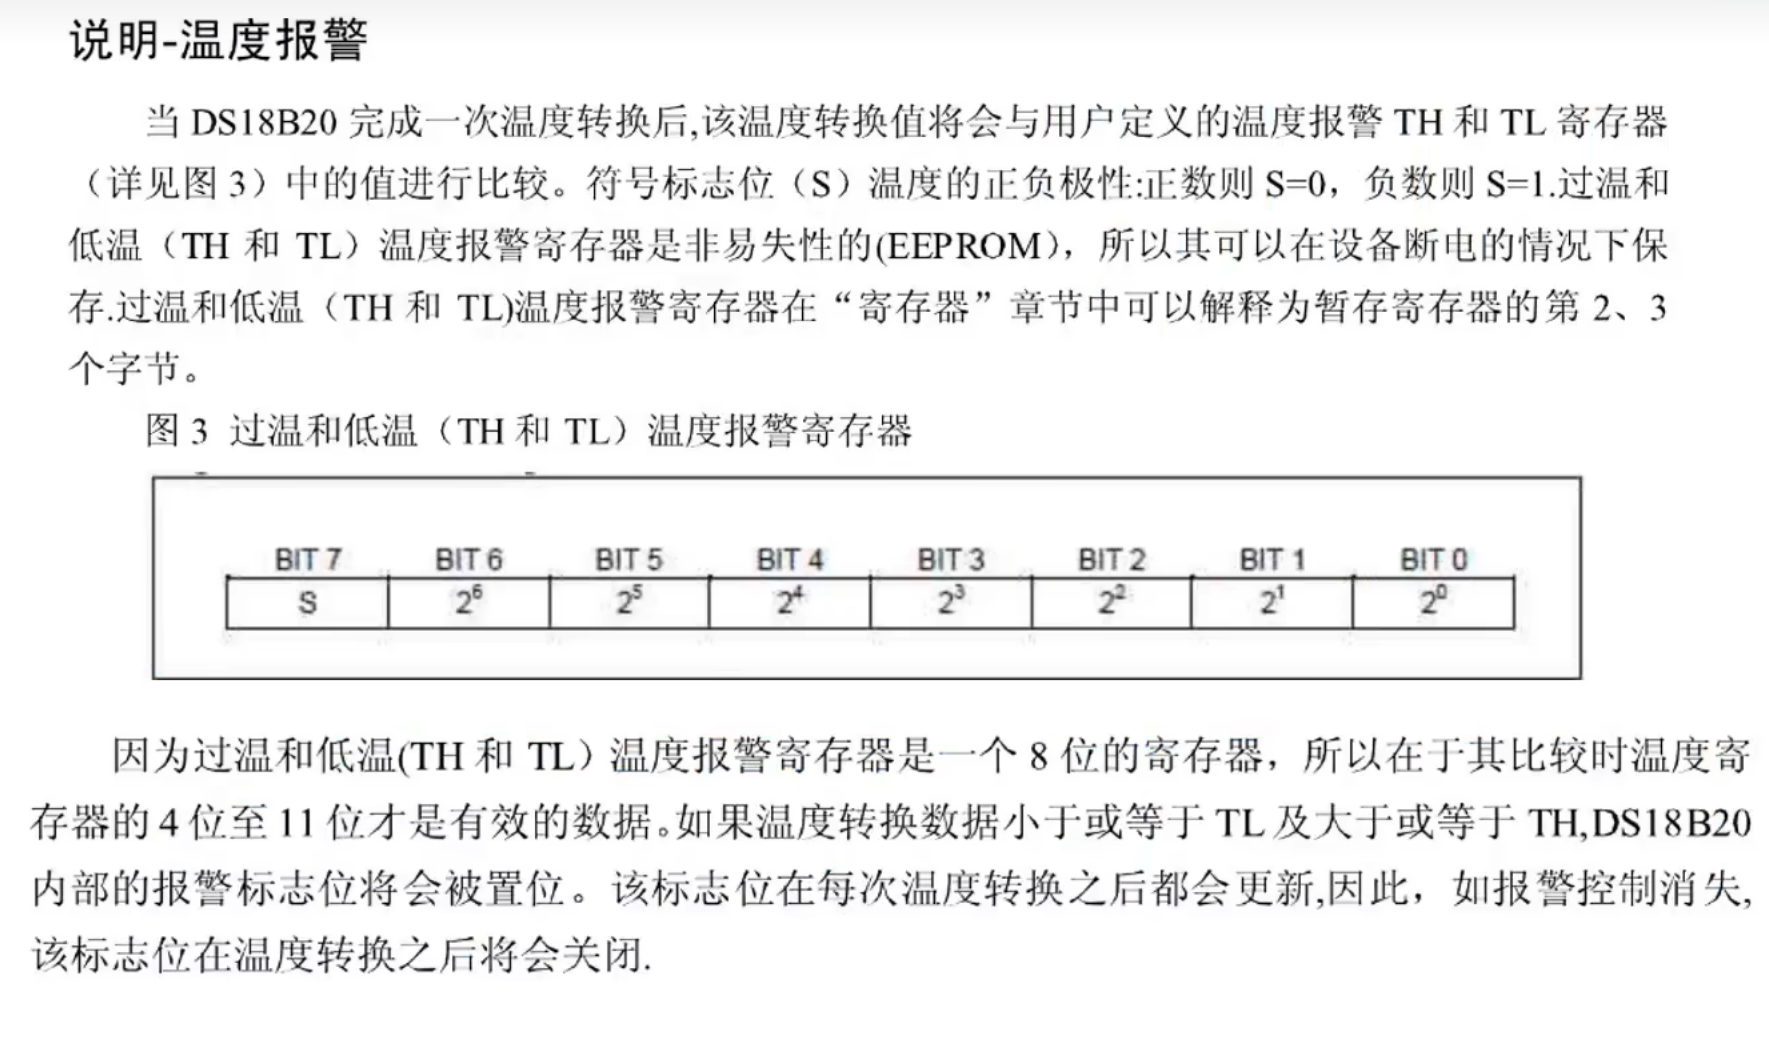 说明-温度报警
当 DS18B20 完成一次温度转换后,该温度转换值将会与用户定义的温度报警 TH 和 TL 寄存器
（详见图 3）中的值进行比较。符号标志位（S）温度的正负极性:正数则 S=0，负数则 S=1.过温和
低温（TH 和 TL）温度报警寄存器是非易失性的(EEPROM)，所以其可以在设备断电的情况下保
存.过温和低温（TH 和 TL)温度报警寄存器在“寄存器”章节中可以解释为暂存寄存器的第 2、3
个字节。
图 3 过温和低温（TH 和 TL）温度报警寄存器
BIT 7 BIT 6 BIT 5 BIT 4 BIT 3 BIT 2 BIT 1 BIT 0
S 2⁶ 2⁵ 2⁴ 2³ 2² 2¹ 2⁰
因为过温和低温(TH 和 TL）温度报警寄存器是一个 8 位的寄存器，所以在于其比较时温度寄
存器的 4 位至 11 位才是有效的数据。如果温度转换数据小于或等于 TL 及大于或等于 TH,DS18B20
内部的报警标志位将会被置位。该标志位在每次温度转换之后都会更新,因此，如报警控制消失,
该标志位在温度转换之后将会关闭.